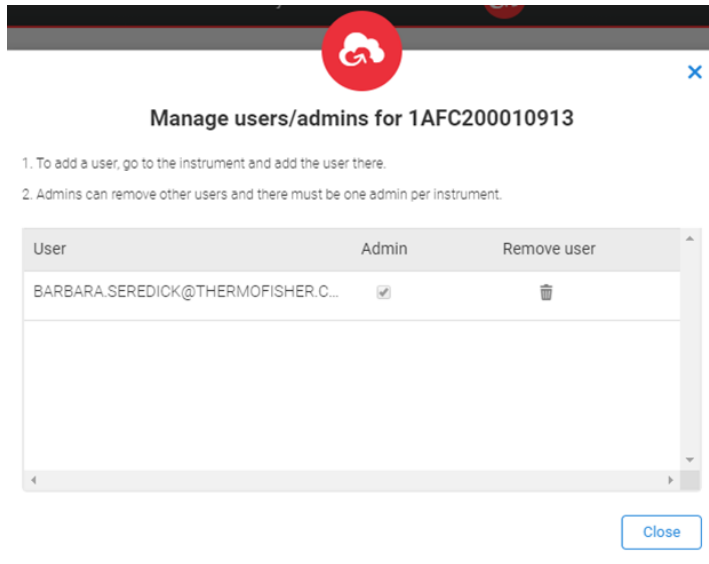 Manage users/admins for 1AFC200010913
1. To add a user, go to the instrument and add the user there.
2. Admins can remove other users and there must be one admin per instrument.
User Admin Remove user
BARBARA.SEREDICK@THERMOFISHER.C...
Close